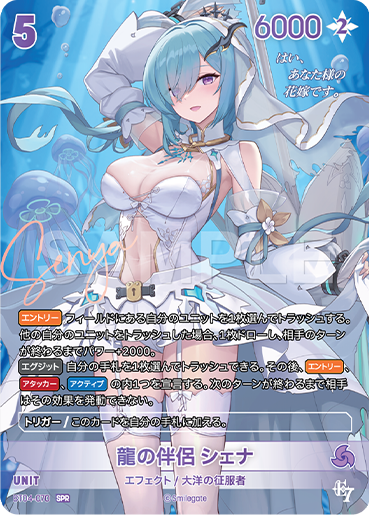 5
6000 2
はい、
あなた様の
花嫁です。
SAMPLE
Senya
エントリー フィールドにある自分のユニットを1枚選んでトラッシュする。
他の自分のユニットをトラッシュした場合、1枚ドローし、相手のターン
が終わるまでパワー+2000。
エグジット 自分の手札を1枚選んでトラッシュできる。その後、エントリー、
アタッカー、アクティブ の内1つを宣言する。次のターンが終わるまで相手
はその効果を発動できない。
トリガー / このカードを自分の手札に加える。
龍の伴侶 シェナ
UNIT
エフェクト / 大洋の征服者
SPR
©Smilegate